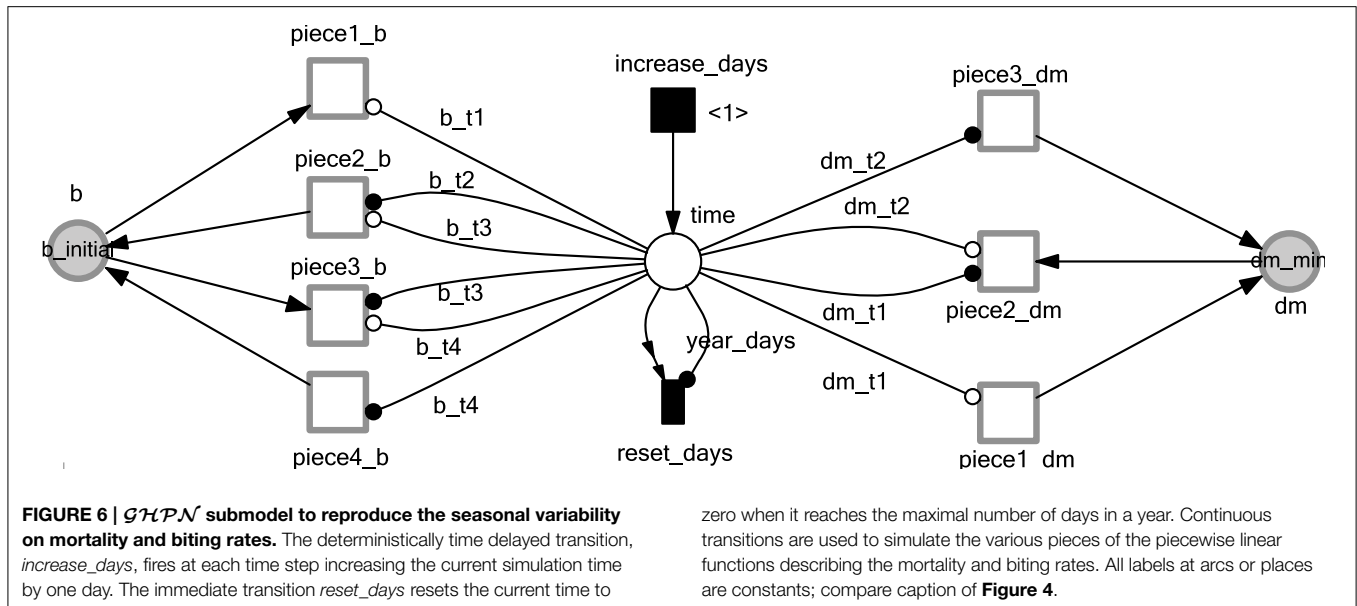 piece1_b
increase_days
<1>
piece3_dm
b_t1
dm_t2
piece2_b
b_t2
b
time
dm_t2
b_t3
b_initial
dm_min
piece3_b
b_t3
piece2_dm
dm
dm_t1
year_days
b_t4
dm_t1
b_t4
piece4_b
reset_days
piece1_dm
FIGURE 6 | GHPN submodel to reproduce the seasonal variability
on mortality and biting rates. The deterministically time delayed transition,
increase_days, fires at each time step increasing the current simulation time
by one day. The immediate transition reset_days resets the current time to
zero when it reaches the maximal number of days in a year. Continuous
transitions are used to simulate the various pieces of the piecewise linear
functions describing the mortality and biting rates. All labels at arcs or places
are constants; compare caption of Figure 4.